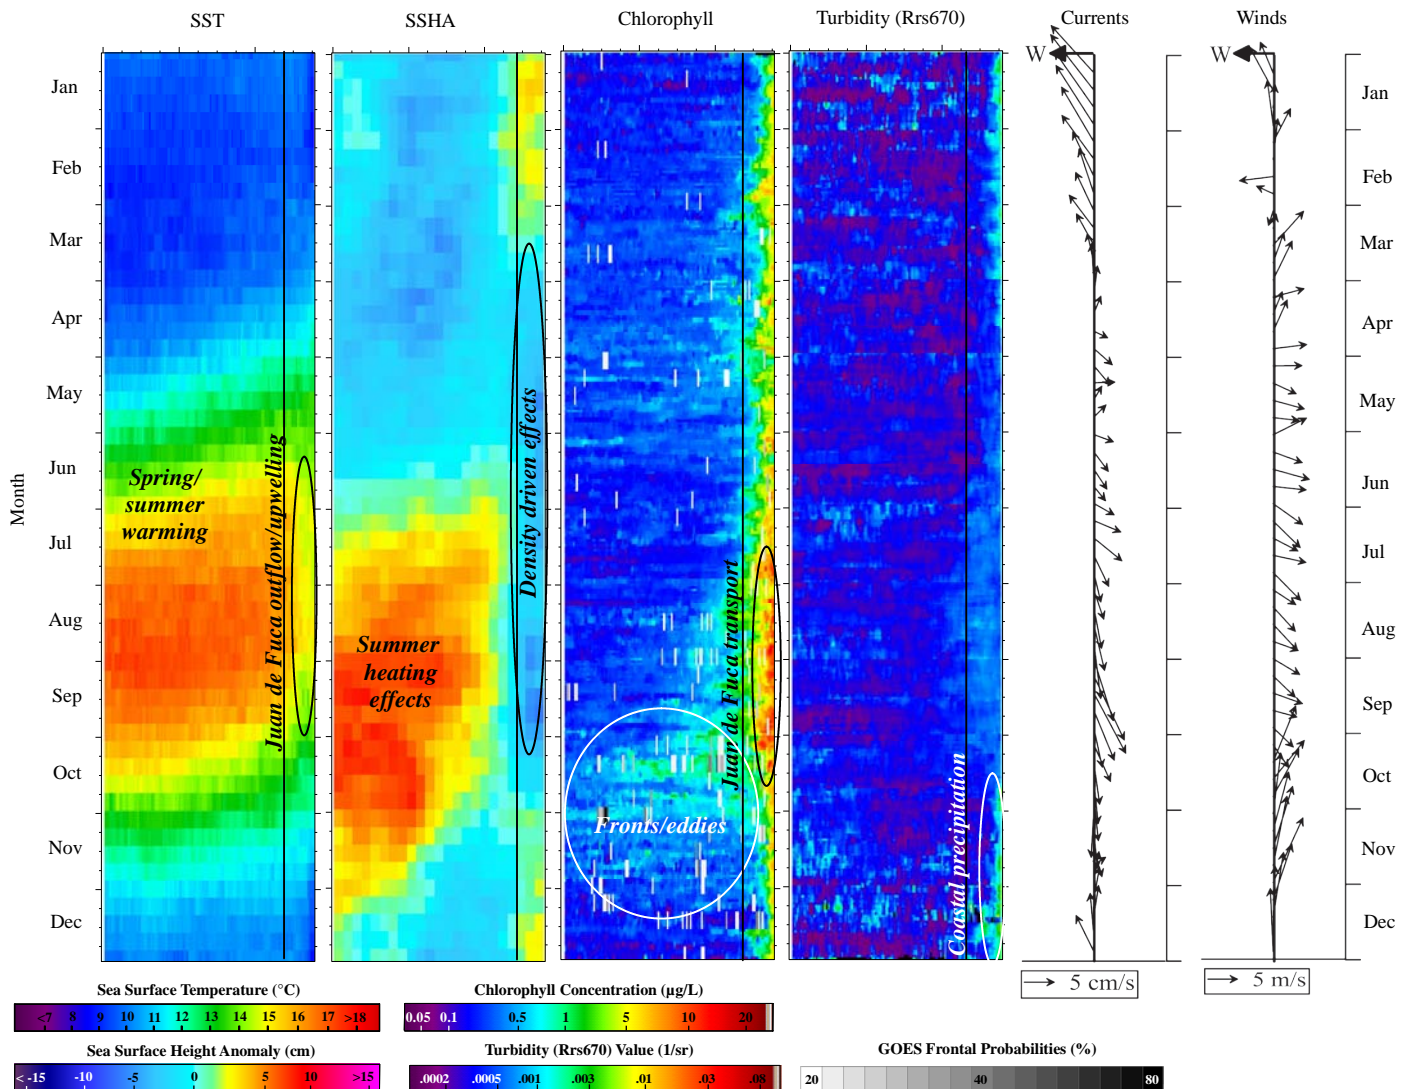 SST
SSHA
Chlorophyll
Turbidity (Rrs670)
Currents
Winds
W
W
Month
Jan
Feb
Mar
Apr
May
Jun
Jul
Aug
Sep
Oct
Nov
Dec
Spring/
summer
warming
Juan de Fuca outflow/upwelling
Summer
heating
effects
Density driven effects
Fronts/eddies
Juan de Fuca transport
Coastal precipitation
Jan
Feb
Mar
Apr
May
Jun
Jul
Aug
Sep
Oct
Nov
Dec
5 cm/s
5 m/s
Sea Surface Temperature (°C)
<7 8 9 10 11 12 13 14 15 16 17 >18
Chlorophyll Concentration (µg/L)
0.05 0.1 0.5 1 5 10 20
Sea Surface Height Anomaly (cm)
< -15 -10 -5 0 5 10 >15
Turbidity (Rrs670) Value (1/sr)
.0002 .0005 .001 .003 .01 .03 .08
GOES Frontal Probabilities (%)
20 40 80